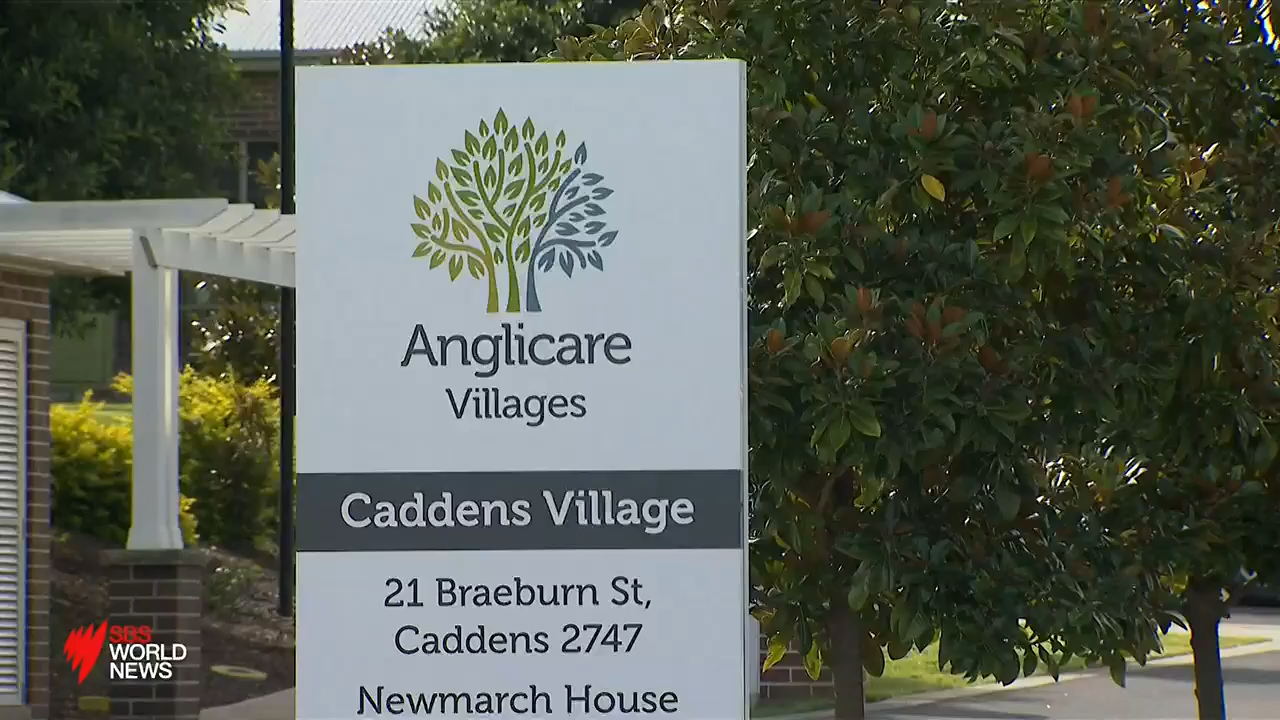 Anglicare
Villages
Caddens Village
21 Braeburn St,
Caddens 2747
Newmarch House
SBS
WORLD
NEWS